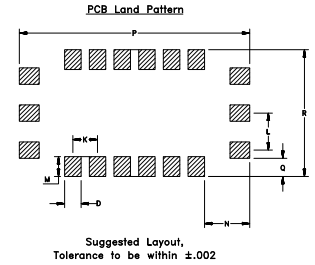 PCB Land Pattern
P
K
L
R
Q
M
D
N
Suggested Layout,
Tolerance to be within ±.002